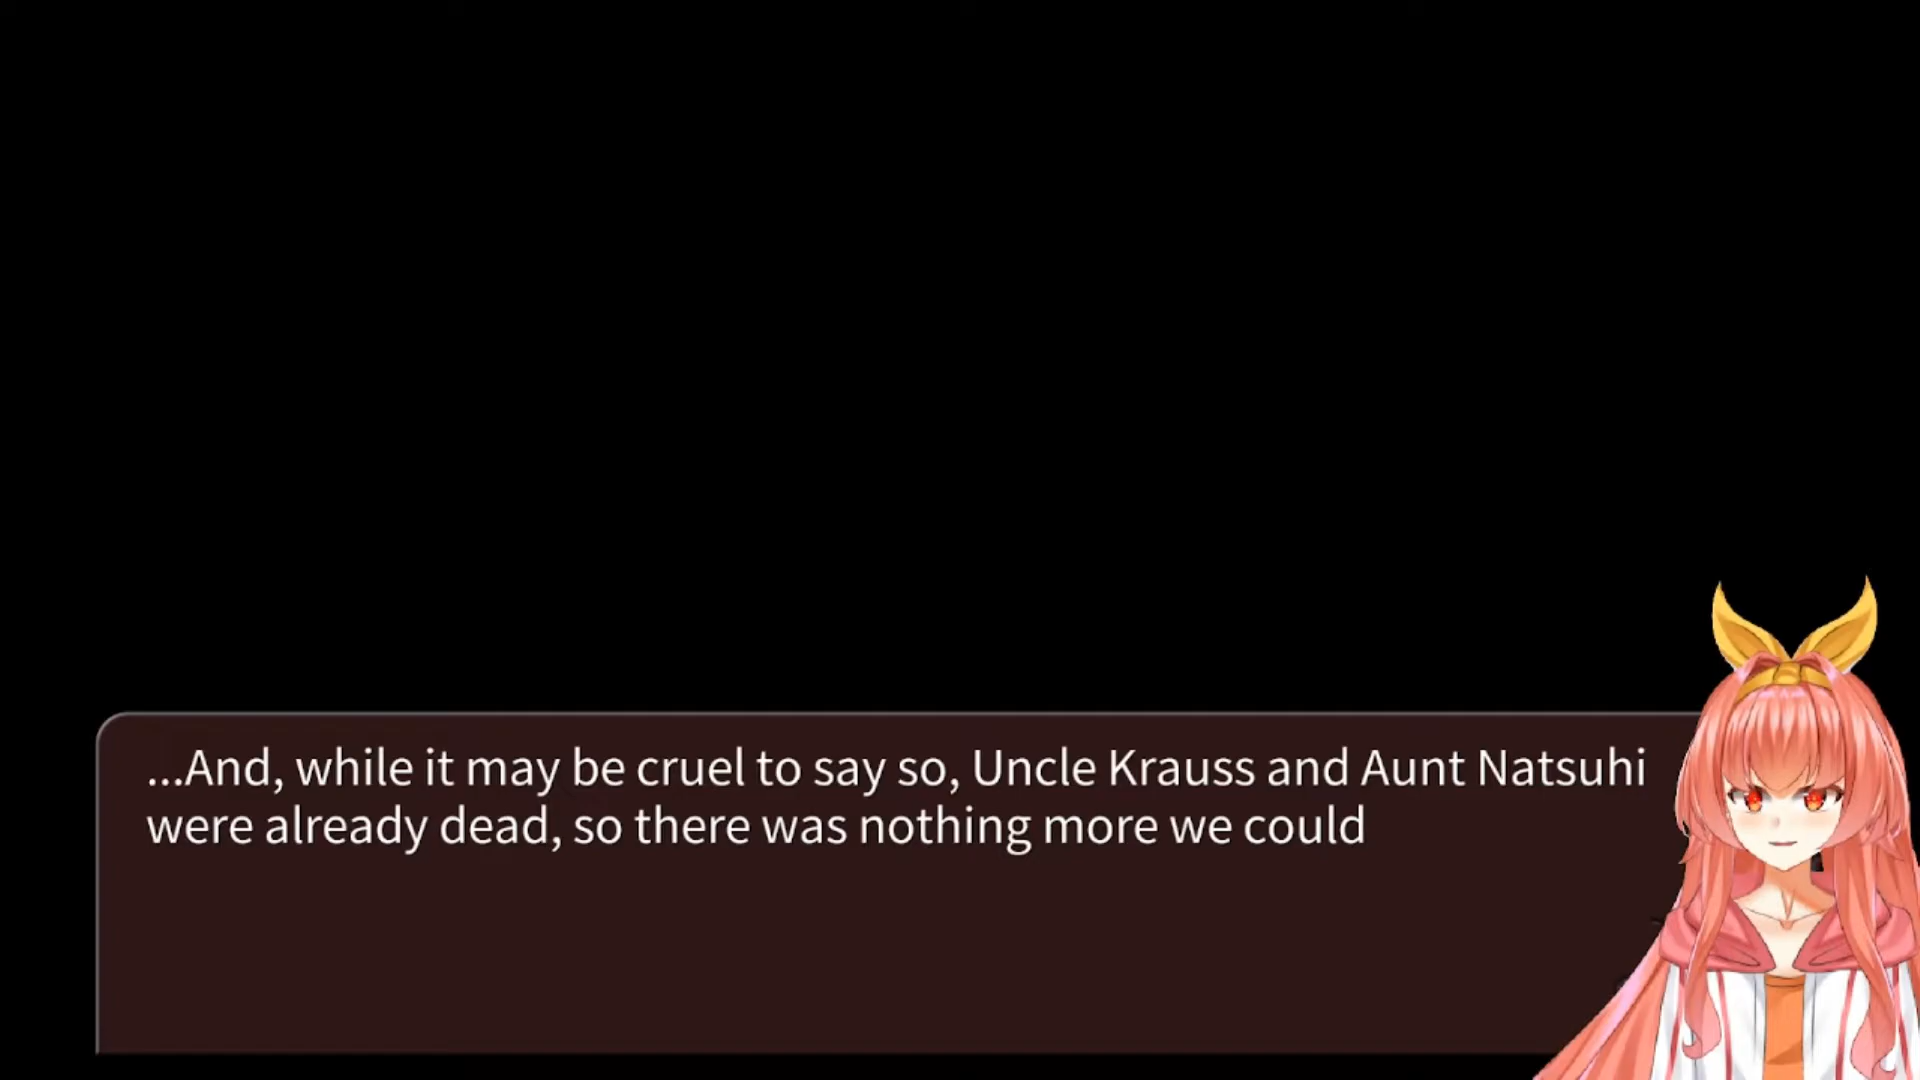 ...And, while it may be cruel to say so, Uncle Krauss and Aunt Natsuhi
were already dead, so there was nothing more we could